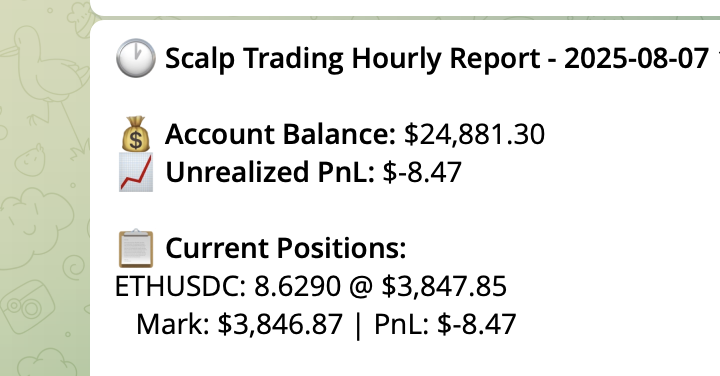 🕐 Scalp Trading Hourly Report - 2025-08-07
💰 Account Balance: $24,881.30
📈 Unrealized PnL: $-8.47
📋 Current Positions:
ETHUSDC: 8.6290 @ $3,847.85
Mark: $3,846.87 | PnL: $-8.47